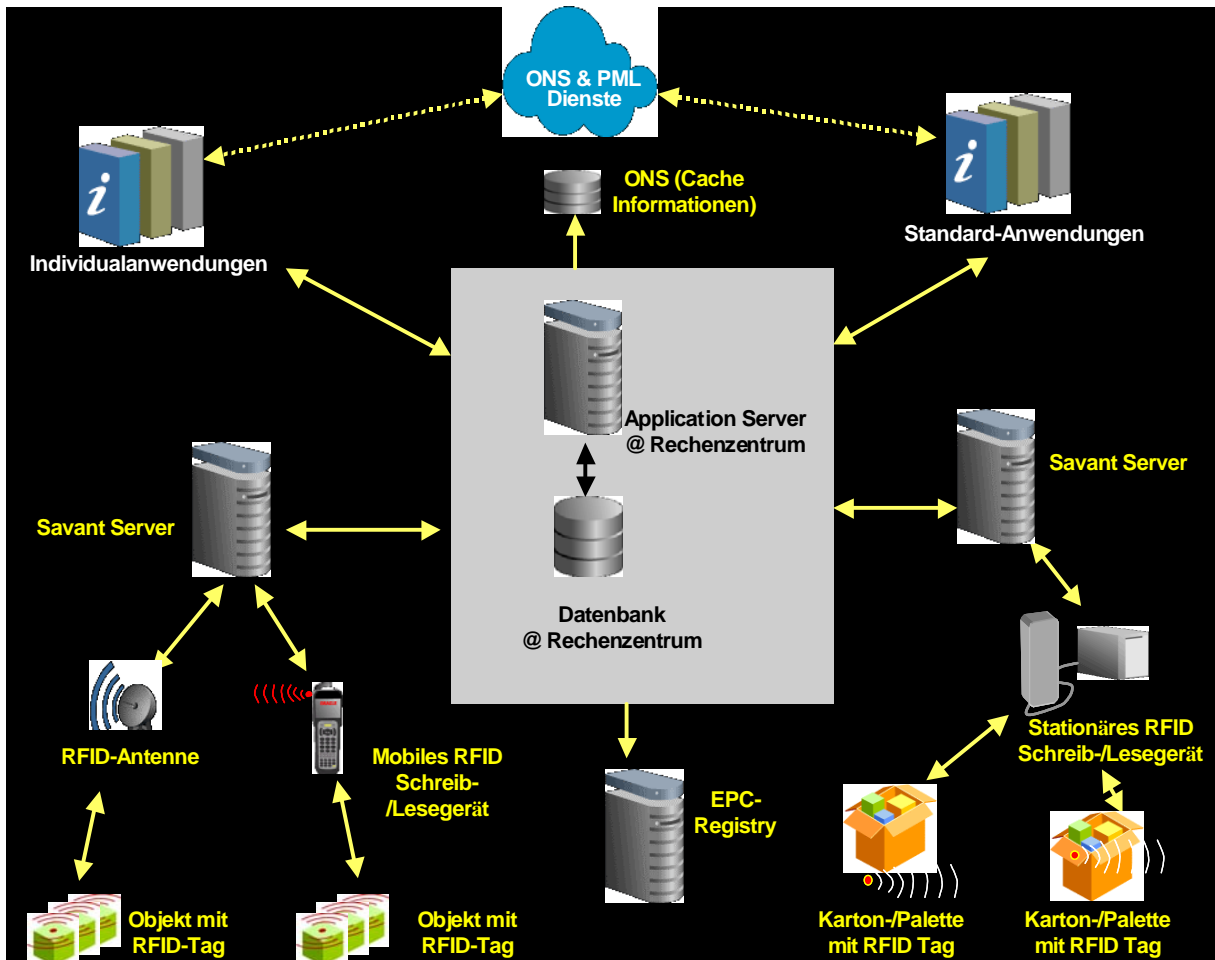 ONS & PML
Dienste
ONS (Cache
Informationen)
Individualanwendungen
Standard-Anwendungen
Application Server
@ Rechenzentrum
Savant Server
Savant Server
Datenbank
@ Rechenzentrum
RFID-Antenne
Mobiles RFID
Schreib-
/Lesegerät
Stationäres RFID
Schreib-/Lesegerät
EPC-
Registry
Objekt mit
RFID-Tag
Objekt mit
RFID-Tag
Karton-/Palette
mit RFID Tag
Karton-/Palette
mit RFID Tag